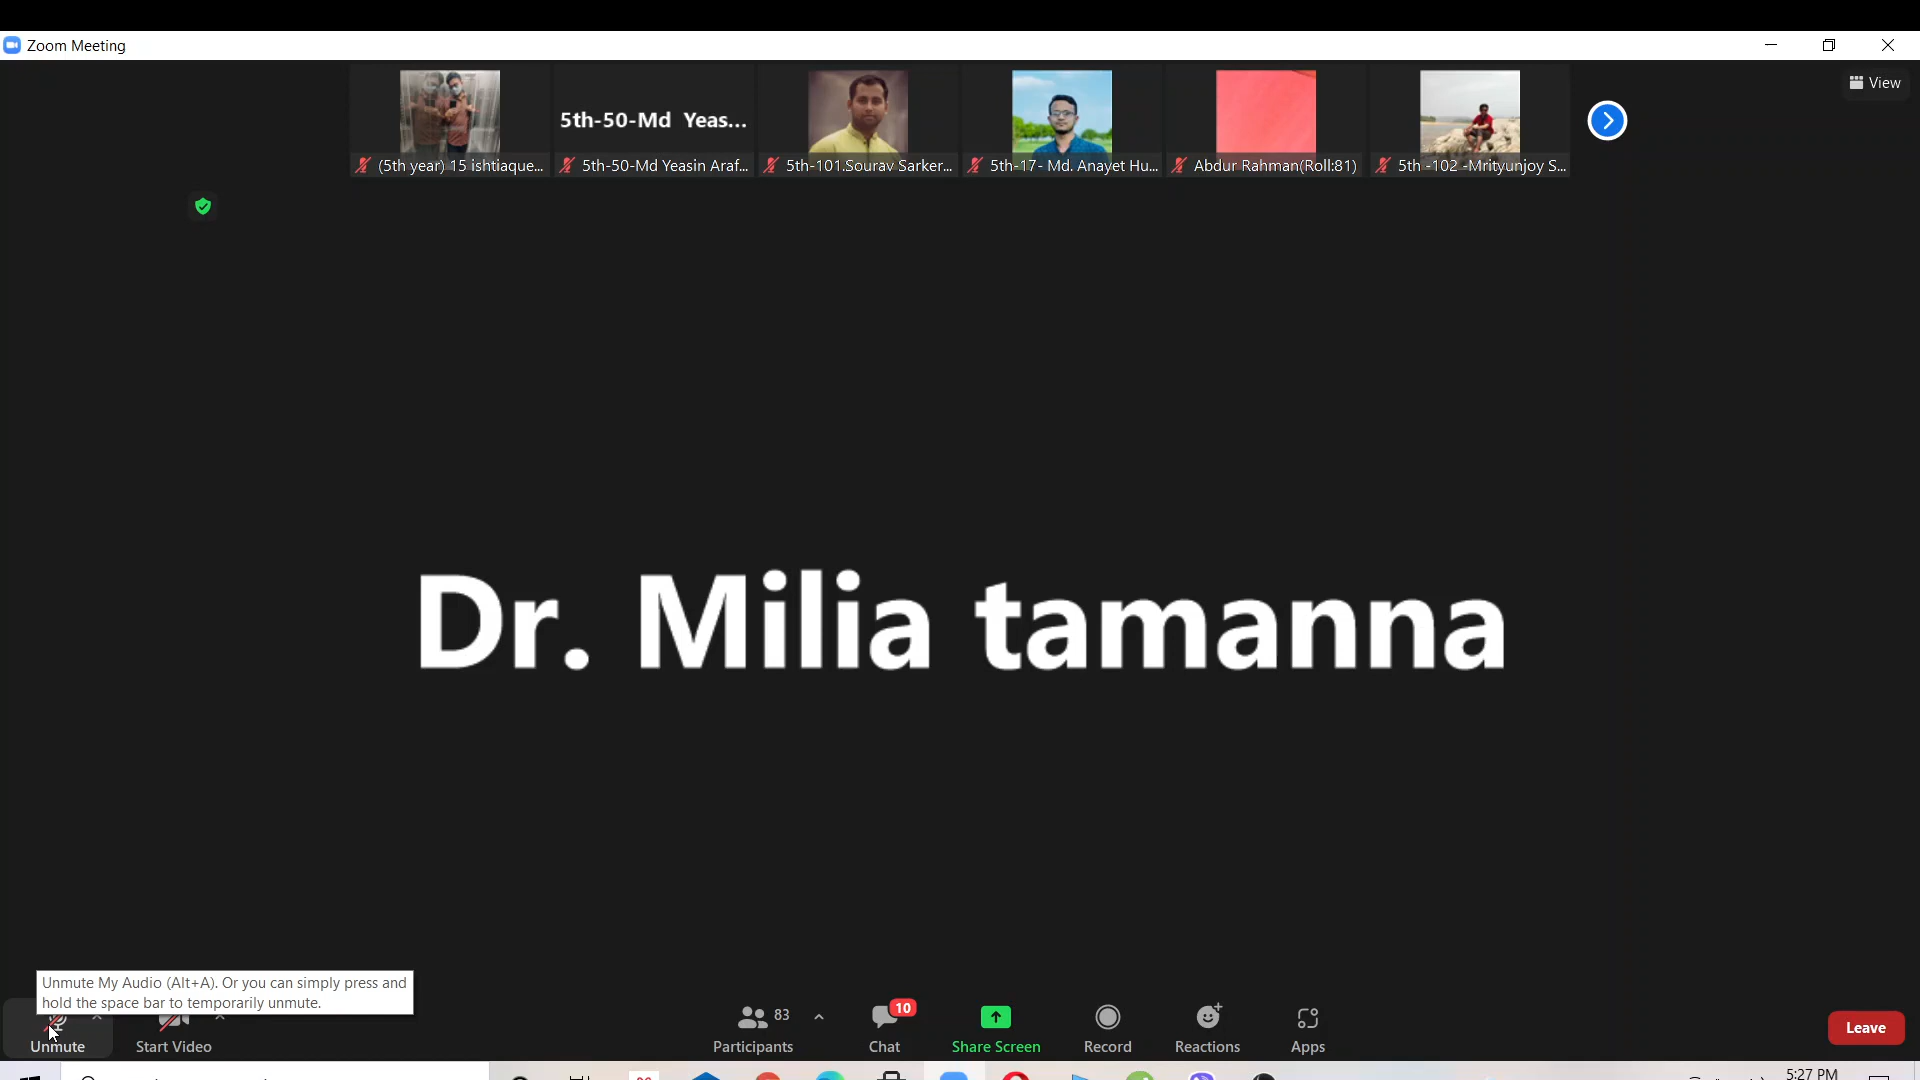 Zoom Meeting
View
5th-50-Md Yeas...
(5th year) 15 ishtiaque...
5th-50-Md Yeasin Araf...
5th-101.Sourav Sarker...
5th-17- Md. Anayet Hu...
Abdur Rahman(Roll:81)
5th -102 -Mrityunjoy S...
Dr. Milia tamanna
Unmute My Audio (Alt+A). Or you can simply press and
hold the space bar to temporarily unmute.
Unmute
Start Video
83
Participants
10
Chat
Share Screen
Record
Reactions
Apps
Leave
5:27 PM